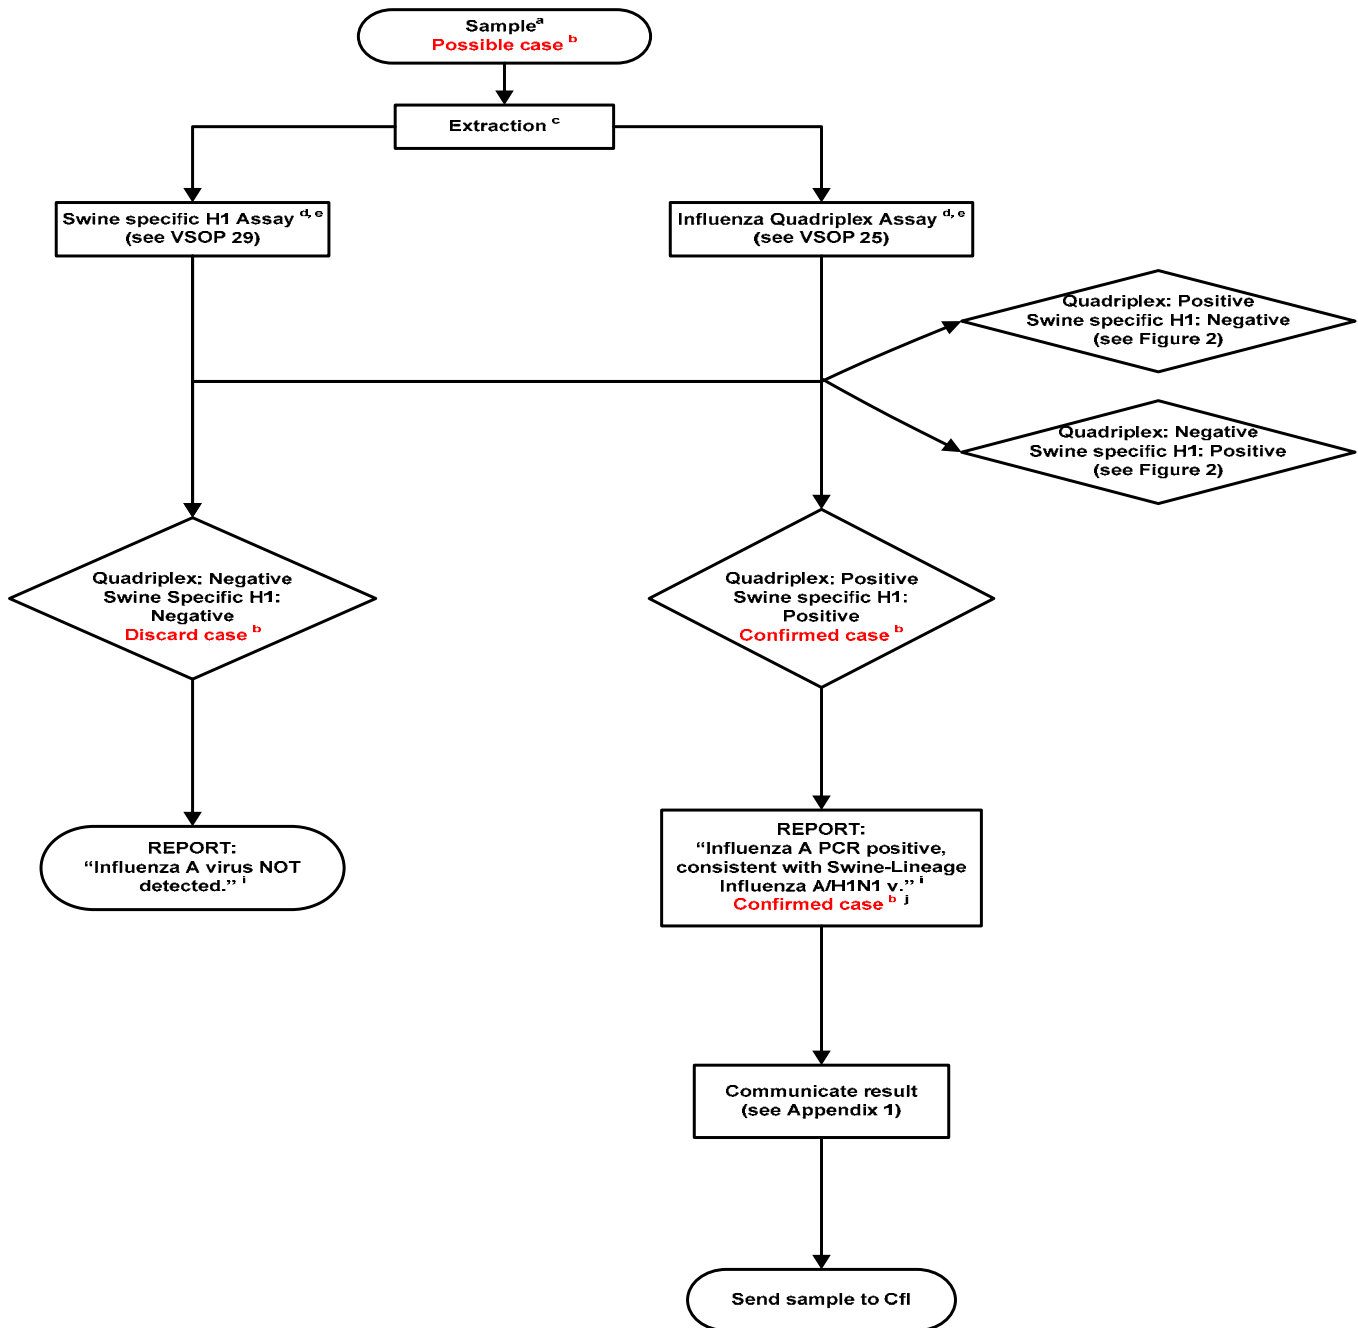 Sampleᵃ
Possible case ᵇ
Extraction ᶜ
Swine specific H1 Assay ᵈ,ᵉ
(see VSOP 29)
Influenza Quadriplex Assay ᵈ,ᵉ
(see VSOP 25)
Quadriplex: Positive
Swine specific H1: Negative
(see Figure 2)
Quadriplex: Negative
Swine specific H1: Positive
(see Figure 2)
Quadriplex: Negative
Swine Specific H1:
Negative
Discard case ᵇ
Quadriplex: Positive
Swine specific H1:
Positive
Confirmed case ᵇ
REPORT:
“Influenza A virus NOT
detected.” ⁱ
REPORT:
“Influenza A PCR positive,
consistent with Swine-Lineage
Influenza A/H1N1 v.” ⁱ
Confirmed case ᵇ ʲ
Communicate result
(see Appendix 1)
Send sample to CfI